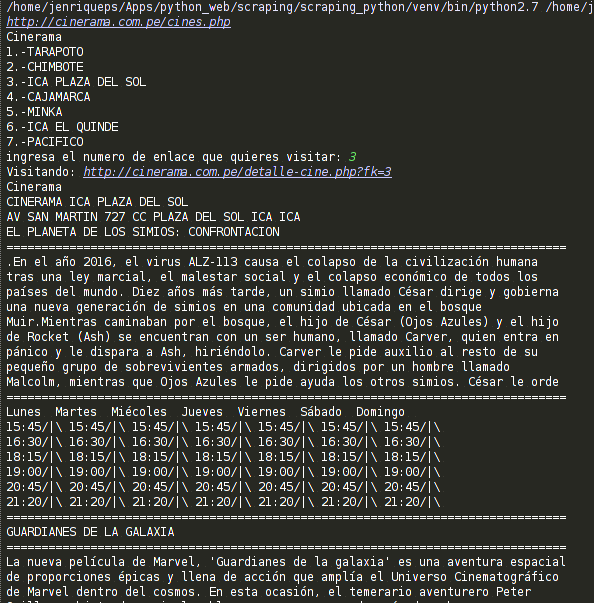 /home/jenriqueps/Apps/python_web/scraping/scraping_python/venv/bin/python2.7 /home/j
http://cinerama.com.pe/cines.php
Cinerama
1.-TARAPOTO
2.-CHIMBOTE
3.-ICA PLAZA DEL SOL
4.-CAJAMARCA
5.-MINKA
6.-ICA EL QUINDE
7.-PACIFICO
ingresa el numero de enlace que quieres visitar: 3
Visitando: http://cinerama.com.pe/detalle-cine.php?fk=3
Cinerama
CINERAMA ICA PLAZA DEL SOL
AV SAN MARTIN 727 CC PLAZA DEL SOL ICA ICA
EL PLANETA DE LOS SIMIOS: CONFRONTACION
================================================================================
.En el año 2016, el virus ALZ-113 causa el colapso de la civilización humana
tras una ley marcial, el malestar social y el colapso económico de todos los
países del mundo. Diez años más tarde, un simio llamado César dirige y gobierna
una nueva generación de simios en una comunidad ubicada en el bosque
Muir.Mientras caminaban por el bosque, el hijo de César (Ojos Azules) y el hijo
de Rocket (Ash) se encuentran con un ser humano, llamado Carver, quien entra en
pánico y le dispara a Ash, hiriéndolo. Carver le pide auxilio al resto de su
pequeño grupo de sobrevivientes armados, dirigidos por un hombre llamado
Malcolm, mientras que Ojos Azules le pide ayuda los otros simios. César le orde
================================================================================
Lunes  Martes  Miécoles  Jueves  Viernes  Sábado  Domingo
15:45/|\ 15:45/|\ 15:45/|\ 15:45/|\ 15:45/|\ 15:45/|\ 15:45/|\
16:30/|\ 16:30/|\ 16:30/|\ 16:30/|\ 16:30/|\ 16:30/|\ 16:30/|\
18:15/|\ 18:15/|\ 18:15/|\ 18:15/|\ 18:15/|\ 18:15/|\ 18:15/|\
19:00/|\ 19:00/|\ 19:00/|\ 19:00/|\ 19:00/|\ 19:00/|\ 19:00/|\
20:45/|\ 20:45/|\ 20:45/|\ 20:45/|\ 20:45/|\ 20:45/|\ 20:45/|\
21:20/|\ 21:20/|\ 21:20/|\ 21:20/|\ 21:20/|\ 21:20/|\ 21:20/|\
================================================================================
GUARDIANES DE LA GALAXIA
================================================================================
La nueva película de Marvel, 'Guardianes de la galaxia' es una aventura espacial
de proporciones épicas y llena de acción que amplía el Universo Cinematográfico
de Marvel dentro del cosmos. En esta ocasión, el temerario aventurero Peter